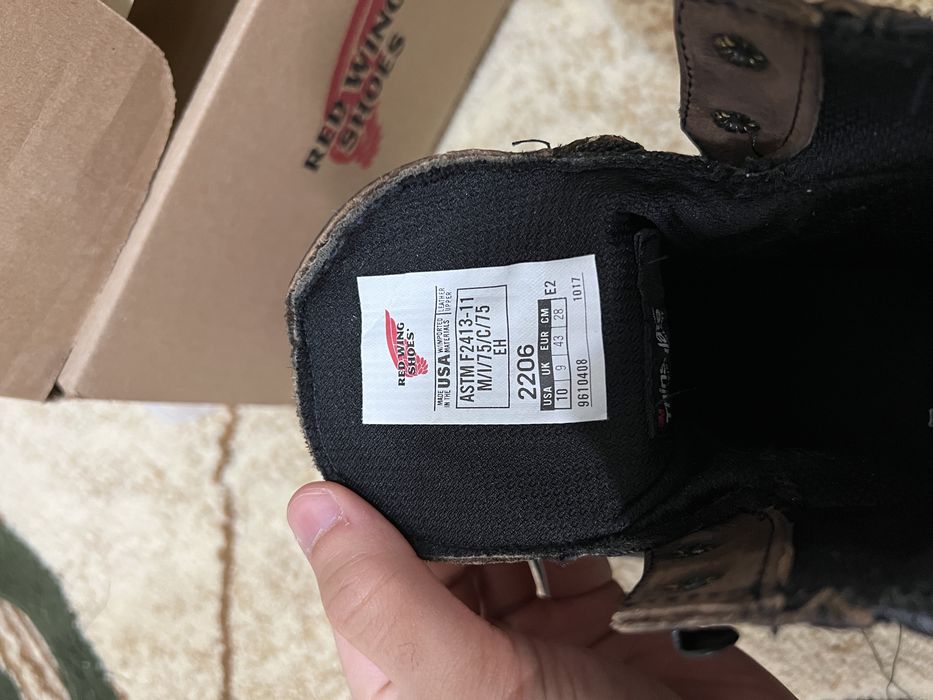 RED WING
SHOES
RED WING
SHOES®
MADE IN THE USA W/IMPORTED MATERIALS LEATHER UPPER
ASTM F2413-11
M/I/75/C/75
EH
2206
USA UK EUR CM E2
10 9 43 28
9610408 1017